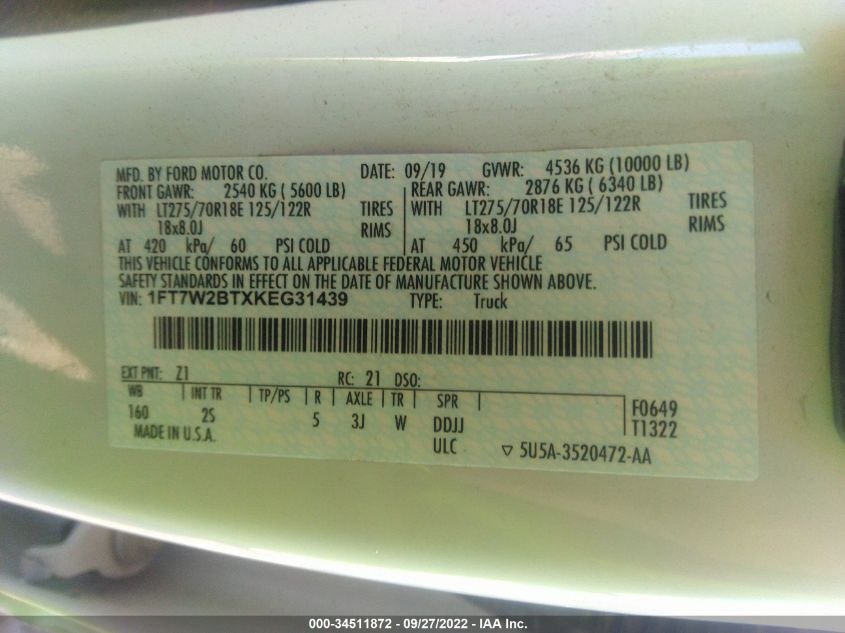 MFD. BY FORD MOTOR CO. DATE: 09/19 GVWR: 4536 KG (10000 LB)
FRONT GAWR: 2540 KG ( 5600 LB) REAR GAWR: 2876 KG ( 6340 LB)
WITH LT275/70R18E 125/122R TIRES WITH LT275/70R18E 125/122R TIRES
18x8.0J RIMS 18x8.0J RIMS
AT 420 kPa/ 60 PSI COLD AT 450 kPa/ 65 PSI COLD
THIS VEHICLE CONFORMS TO ALL APPLICABLE FEDERAL MOTOR VEHICLE
SAFETY STANDARDS IN EFFECT ON THE DATE OF MANUFACTURE SHOWN ABOVE.
VIN: 1FT7W2BTXKEG31439 TYPE: Truck
EXT PNT: Z1 RC: 21 DSO:
WB INT TR TP/PS R AXLE TR SPR F0649
160 2S 5 3J W DDJJ T1322
MADE IN U.S.A. ULC ▽ 5U5A-3520472-AA
000-34511872 - 09/27/2022 - IAA Inc.